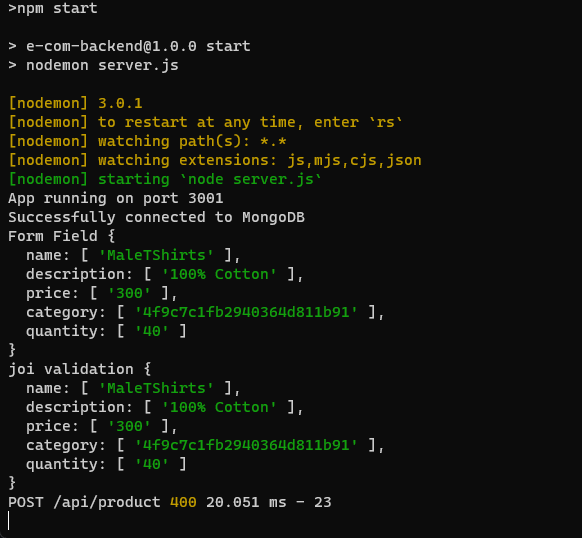 >npm start
> e-com-backend@1.0.0 start
> nodemon server.js
[nodemon] 3.0.1
[nodemon] to restart at any time, enter `rs`
[nodemon] watching path(s): *.*
[nodemon] watching extensions: js,mjs,cjs,json
[nodemon] starting `node server.js`
App running on port 3001
Successfully connected to MongoDB
Form Field {
  name: [ 'MaleTShirts' ],
  description: [ '100% Cotton' ],
  price: [ '300' ],
  category: [ '4f9c7c1fb2940364d811b91' ],
  quantity: [ '40' ]
}
joi validation {
  name: [ 'MaleTShirts' ],
  description: [ '100% Cotton' ],
  price: [ '300' ],
  category: [ '4f9c7c1fb2940364d811b91' ],
  quantity: [ '40' ]
}
POST /api/product 400 20.051 ms - 23